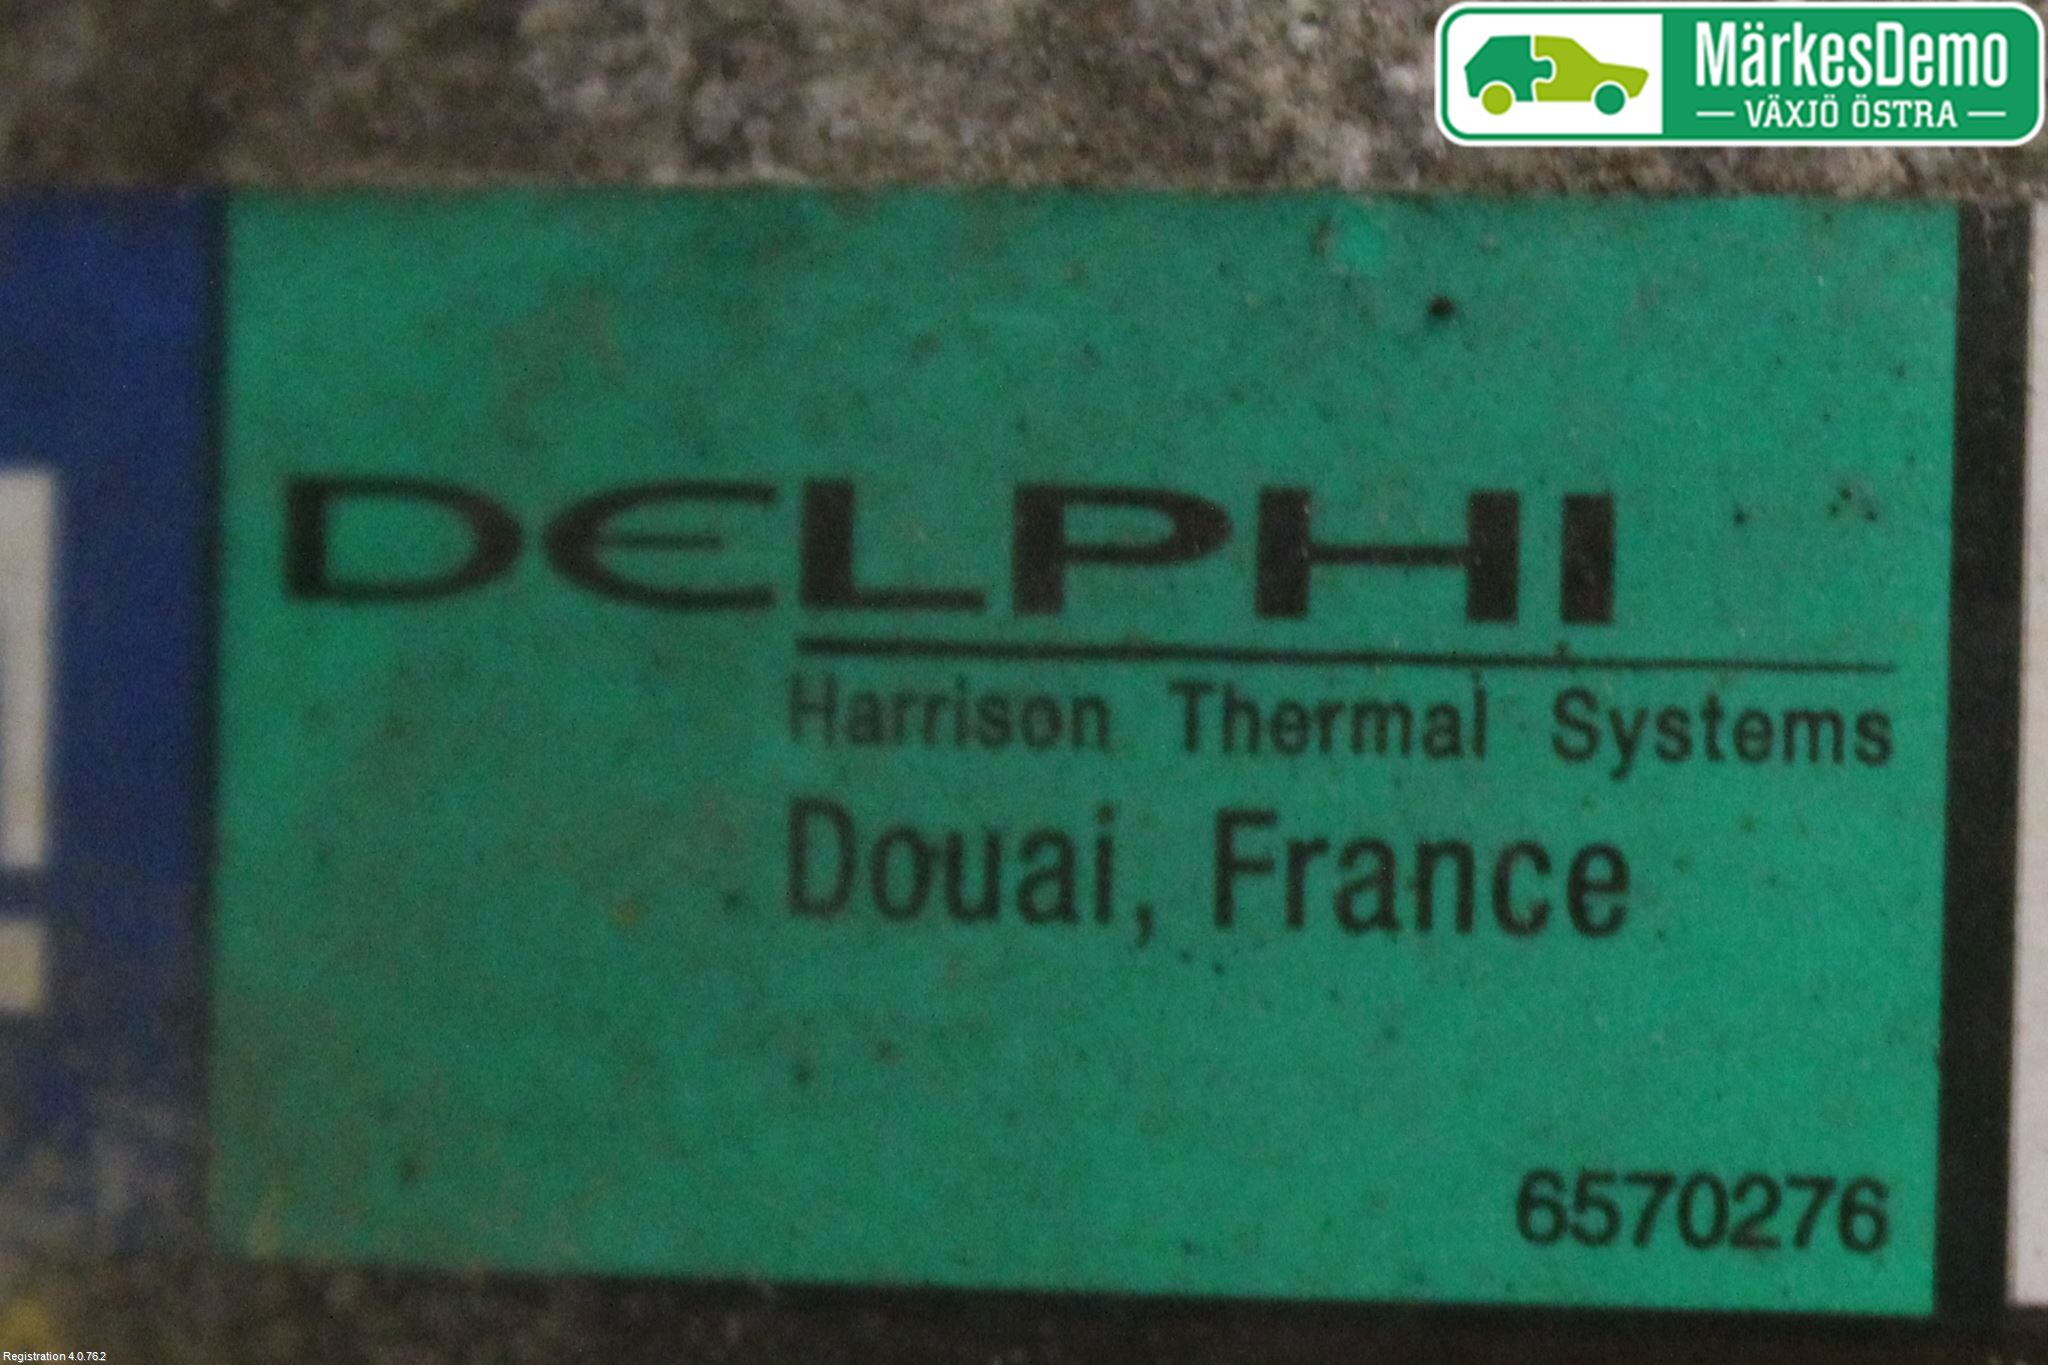 MärkesDemo
VÄXJÖ ÖSTRA
DELPHI
Harrison Thermal Systems
Douai, France
6570276
Registration 4.0.76.2